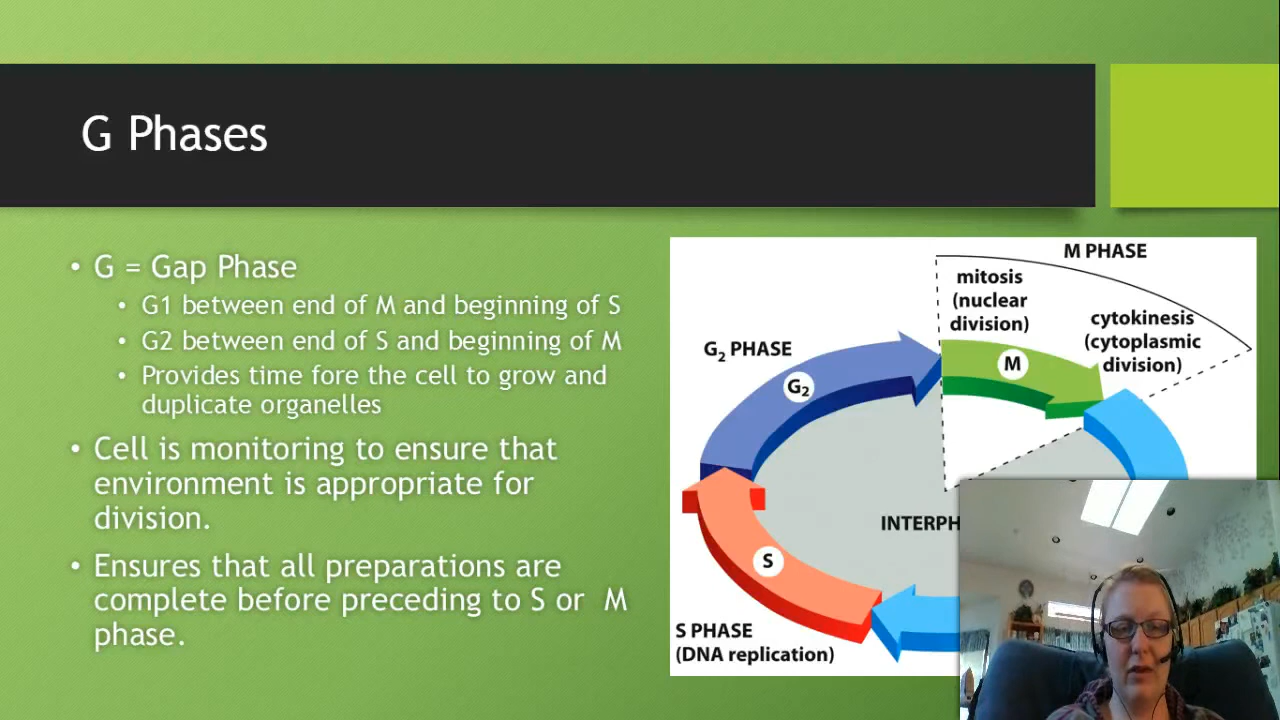 G Phases
• G = Gap Phase
• G1 between end of M and beginning of S
• G2 between end of S and beginning of M
• Provides time fore the cell to grow and
duplicate organelles
• Cell is monitoring to ensure that
environment is appropriate for
division.
• Ensures that all preparations are
complete before preceding to S or  M
phase.
M PHASE
mitosis
(nuclear
division)
cytokinesis
(cytoplasmic
division)
G₂ PHASE
G₂
M
INTERPH
S
S PHASE
(DNA replication)